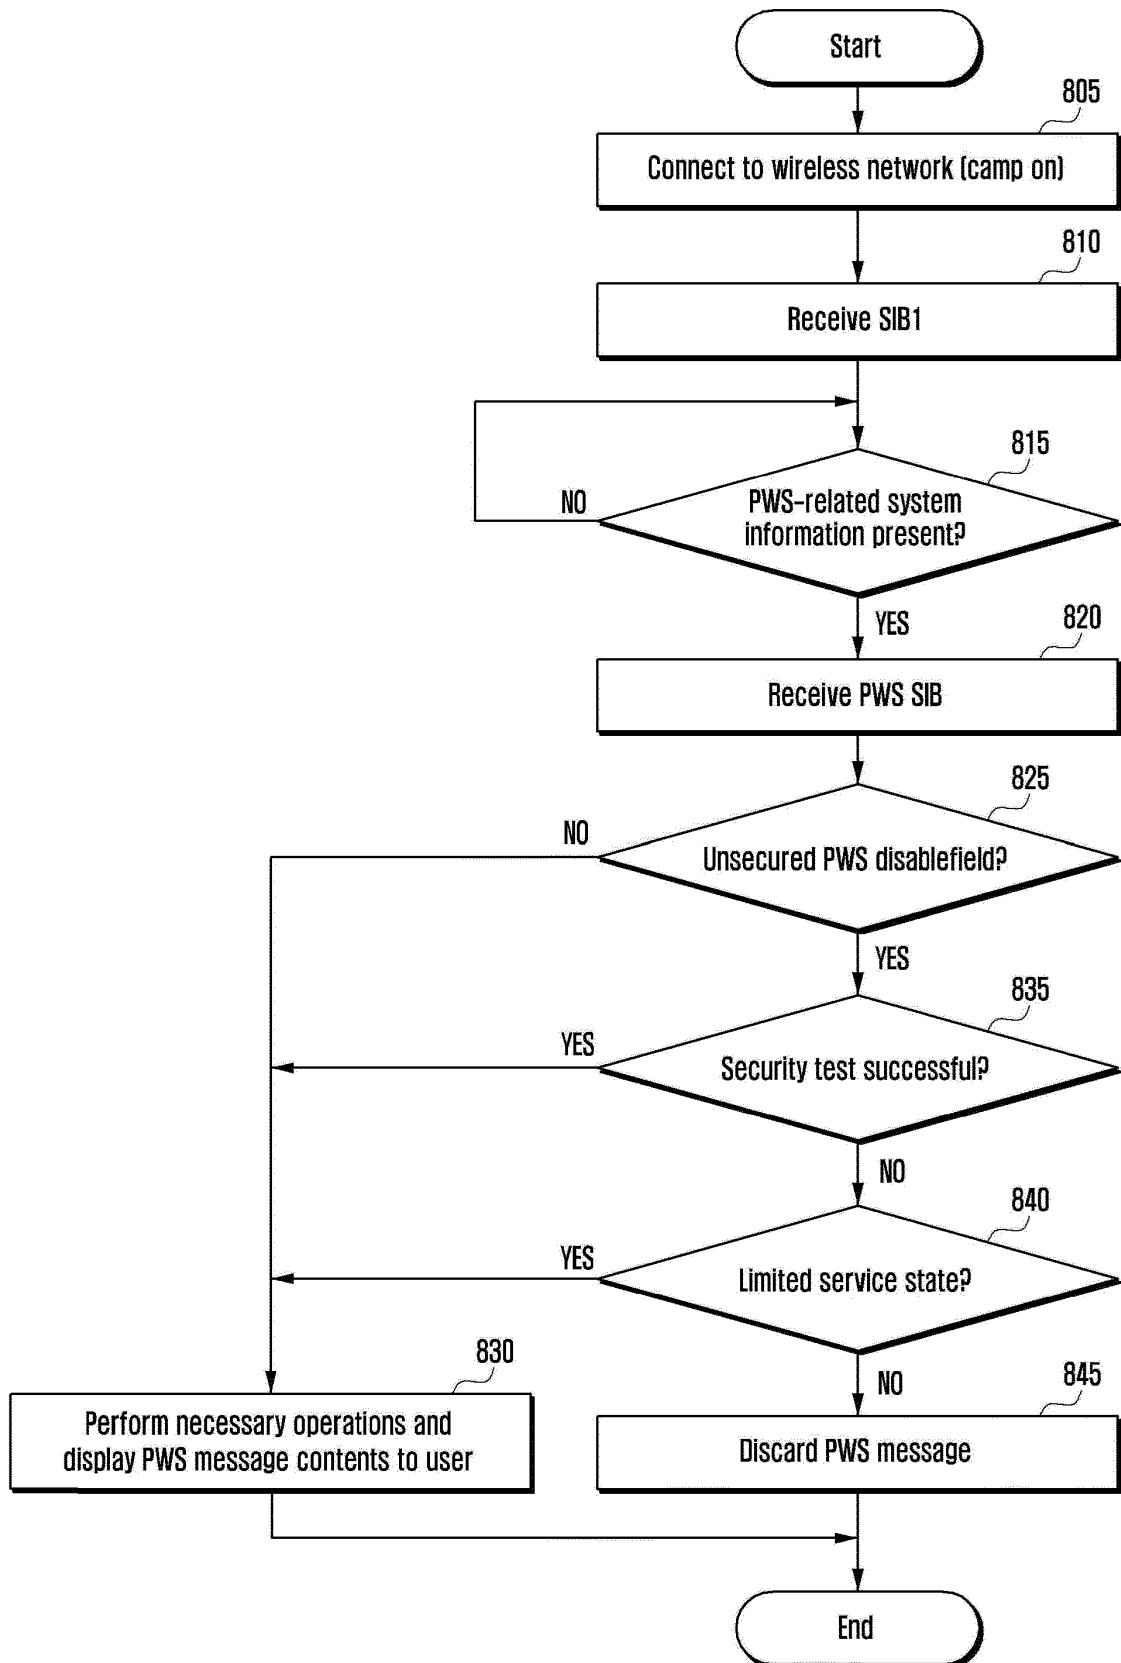 Start
805
Connect to wireless network (camp on)
810
Receive SIB1
815
PWS-related system
information present?
NO
YES
820
Receive PWS SIB
825
Unsecured PWS disablefield?
NO
YES
835
Security test successful?
YES
NO
840
Limited service state?
YES
NO
830
Perform necessary operations and
display PWS message contents to user
845
Discard PWS message
End